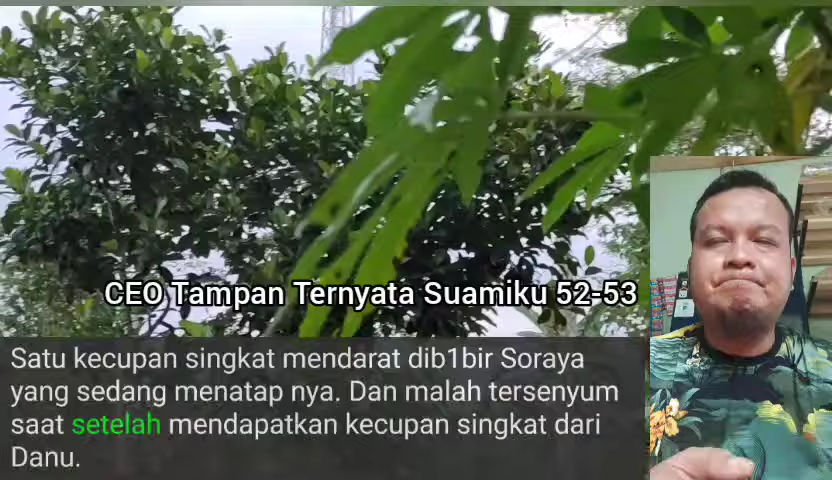 CEO Tampan Ternyata Suamiku 52-53
Satu kecupan singkat mendarat dib1bir Soraya
yang sedang menatap nya. Dan malah tersenyum
saat setelah mendapatkan kecupan singkat dari
Danu.